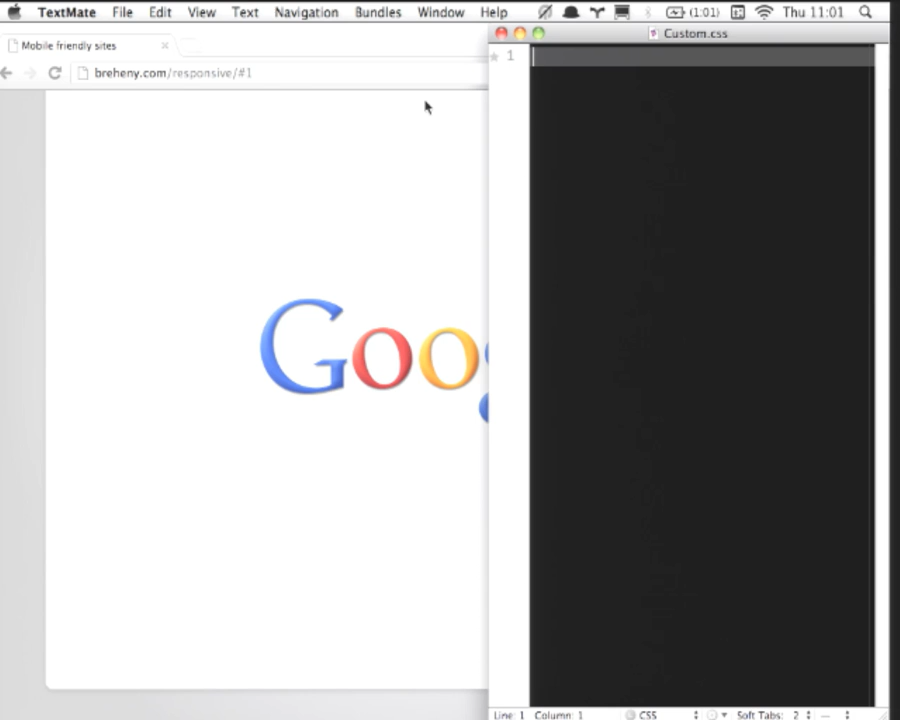 TextMate File Edit View Text Navigation Bundles Window Help (1:01) Thu 11:01
Custom.css
Mobile friendly sites
breheny.com/responsive/#1
1
Goo
Line: 1 Column: 1 CSS Soft Tabs: 2